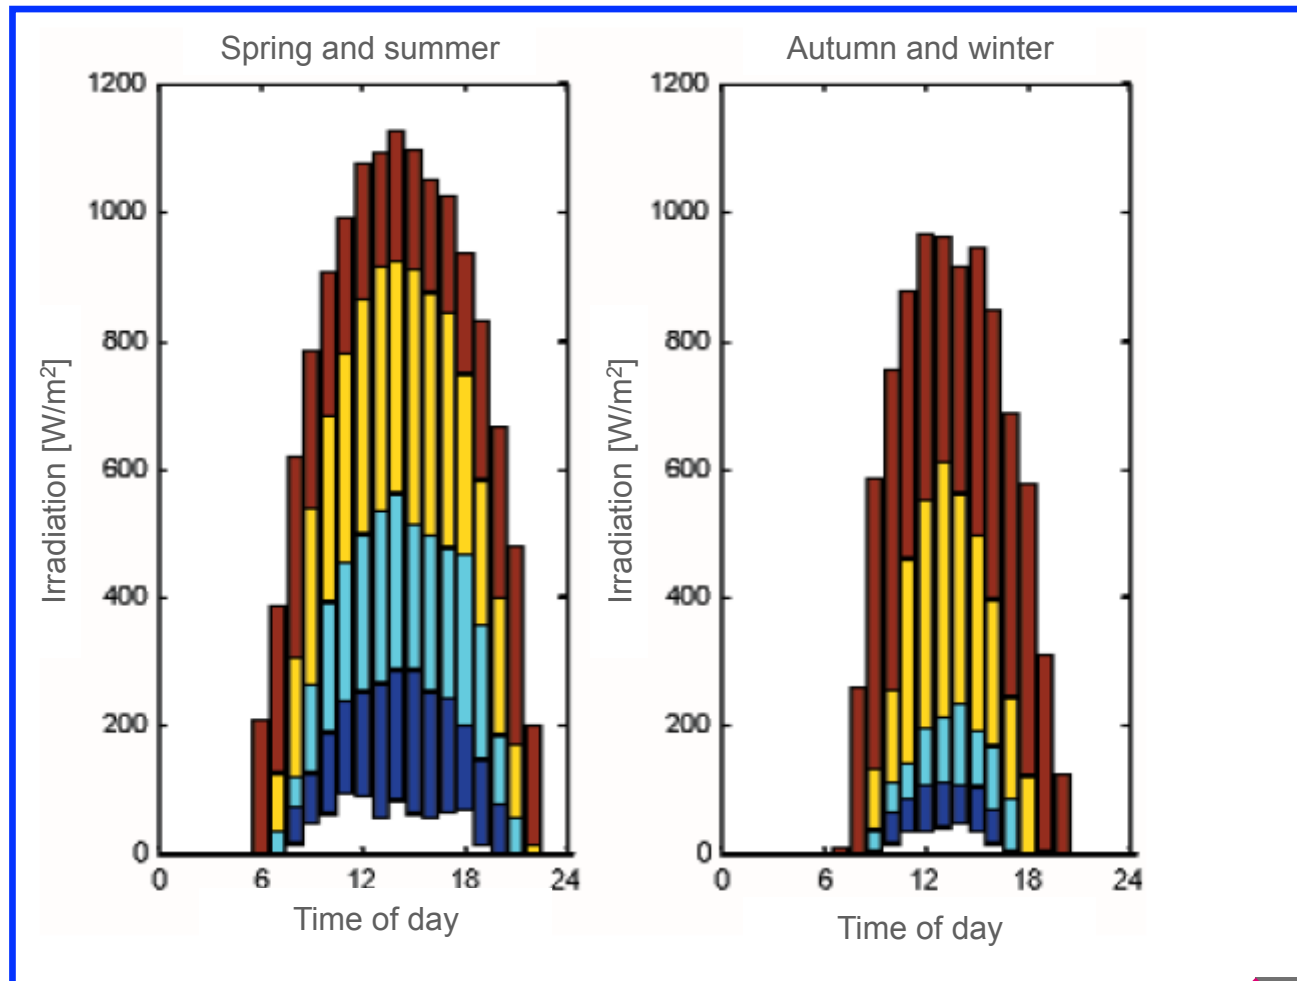 Spring and summer
1200
1000
800
600
400
200
0
Irradiation [W/m²]
0 6 12 18 24
Time of day
Autumn and winter
1200
1000
800
600
400
200
0
Irradiation [W/m²]
0 6 12 18 24
Time of day